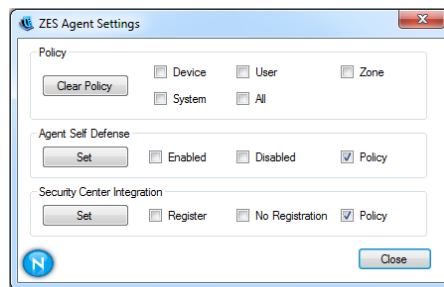 ZES Agent Settings
Policy
Clear Policy Device User Zone
System All
Agent Self Defense
Set Enabled Disabled Policy
Security Center Integration
Set Register No Registration Policy
N Close